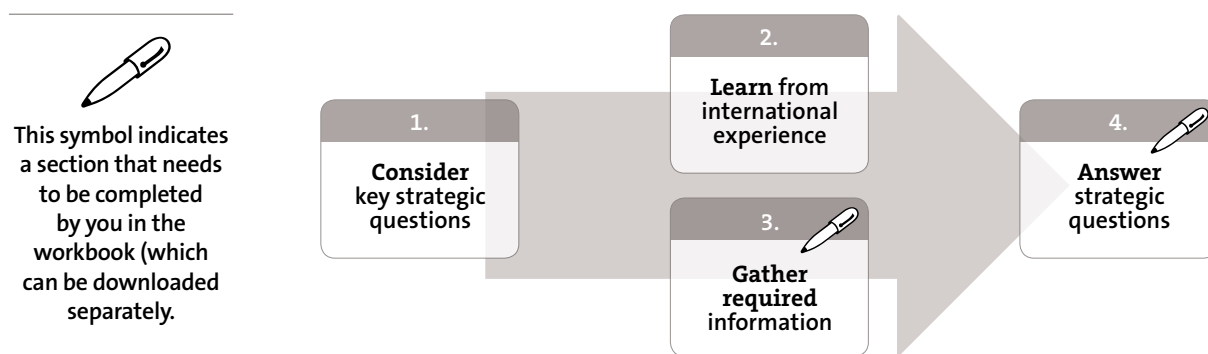 This symbol indicates
a section that needs
to be completed
by you in the
workbook (which
can be downloaded
separately.
1.
Consider
key strategic
questions
2.
Learn from
international
experience
3.
Gather
required
information
4.
Answer
strategic
questions